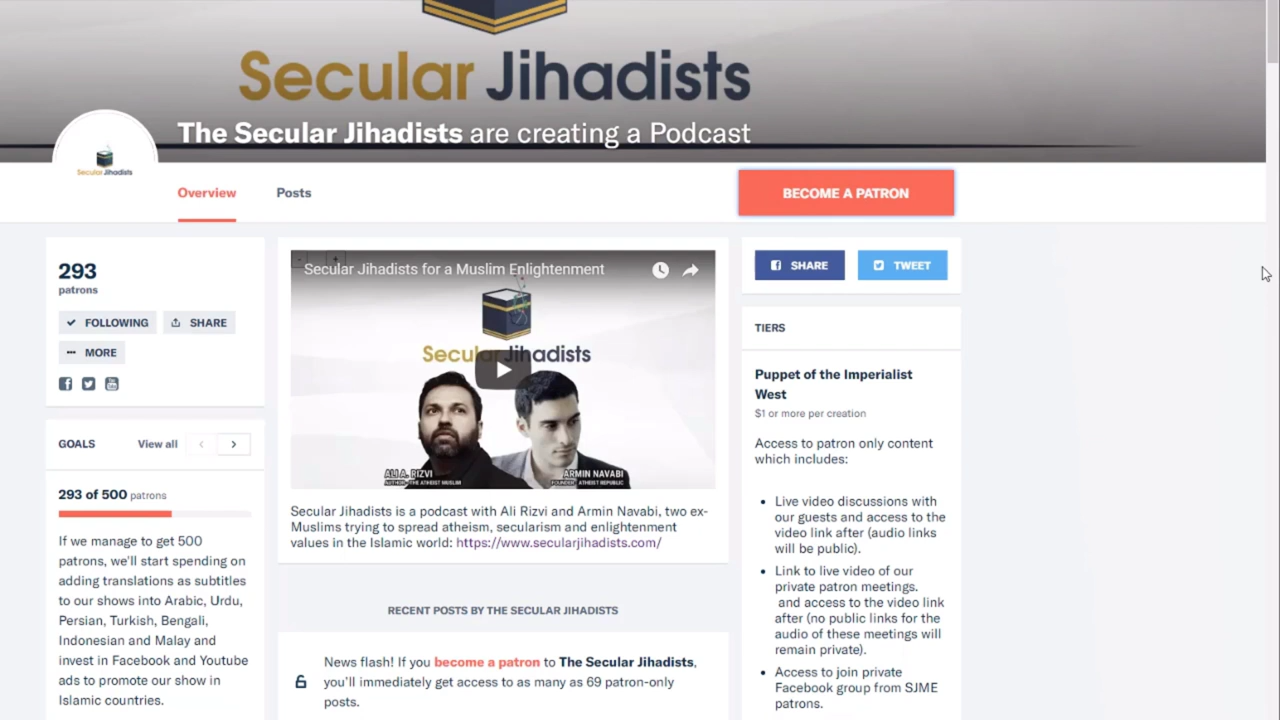 Secular Jihadists
The Secular Jihadists are creating a Podcast
Secular Jihadists
Overview
Posts
BECOME A PATRON
293
patrons
FOLLOWING
SHARE
MORE
GOALS
View all
293 of 500 patrons
If we manage to get 500
patrons, we'll start spending on
adding translations as subtitles
to our shows into Arabic, Urdu,
Persian, Turkish, Bengali,
Indonesian and Malay and
invest in Facebook and Youtube
ads to promote our show in
Islamic countries.
Secular Jihadists for a Muslim Enlightenment
Secular Jihadists
ALI A. RIZVI
AUTHOR - THE ATHEIST MUSLIM
ARMIN NAVABI
FOUNDER - ATHEIST REPUBLIC
Secular Jihadists is a podcast with Ali Rizvi and Armin Navabi, two ex-
Muslims trying to spread atheism, secularism and enlightenment
values in the Islamic world: https://www.secularjihadists.com/
RECENT POSTS BY THE SECULAR JIHADISTS
News flash! If you become a patron to The Secular Jihadists,
you'll immediately get access to as many as 69 patron-only
posts.
SHARE
TWEET
TIERS
Puppet of the Imperialist
West
$1 or more per creation
Access to patron only content
which includes:
Live video discussions with
our guests and access to the
video link after (audio links
will be public).
Link to live video of our
private patron meetings.
and access to the video link
after (no public links for the
audio of these meetings will
remain private).
Access to join private
Facebook group from SJME
patrons.